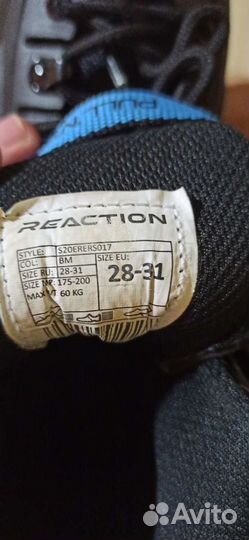 PULL
REACTION
STYLE: S20ERERS017
COL: BM
SIZE RU: 28-31
SIZE MP: 175-200
MAX WT 60 KG
SIZE EU:
28-31
Avito